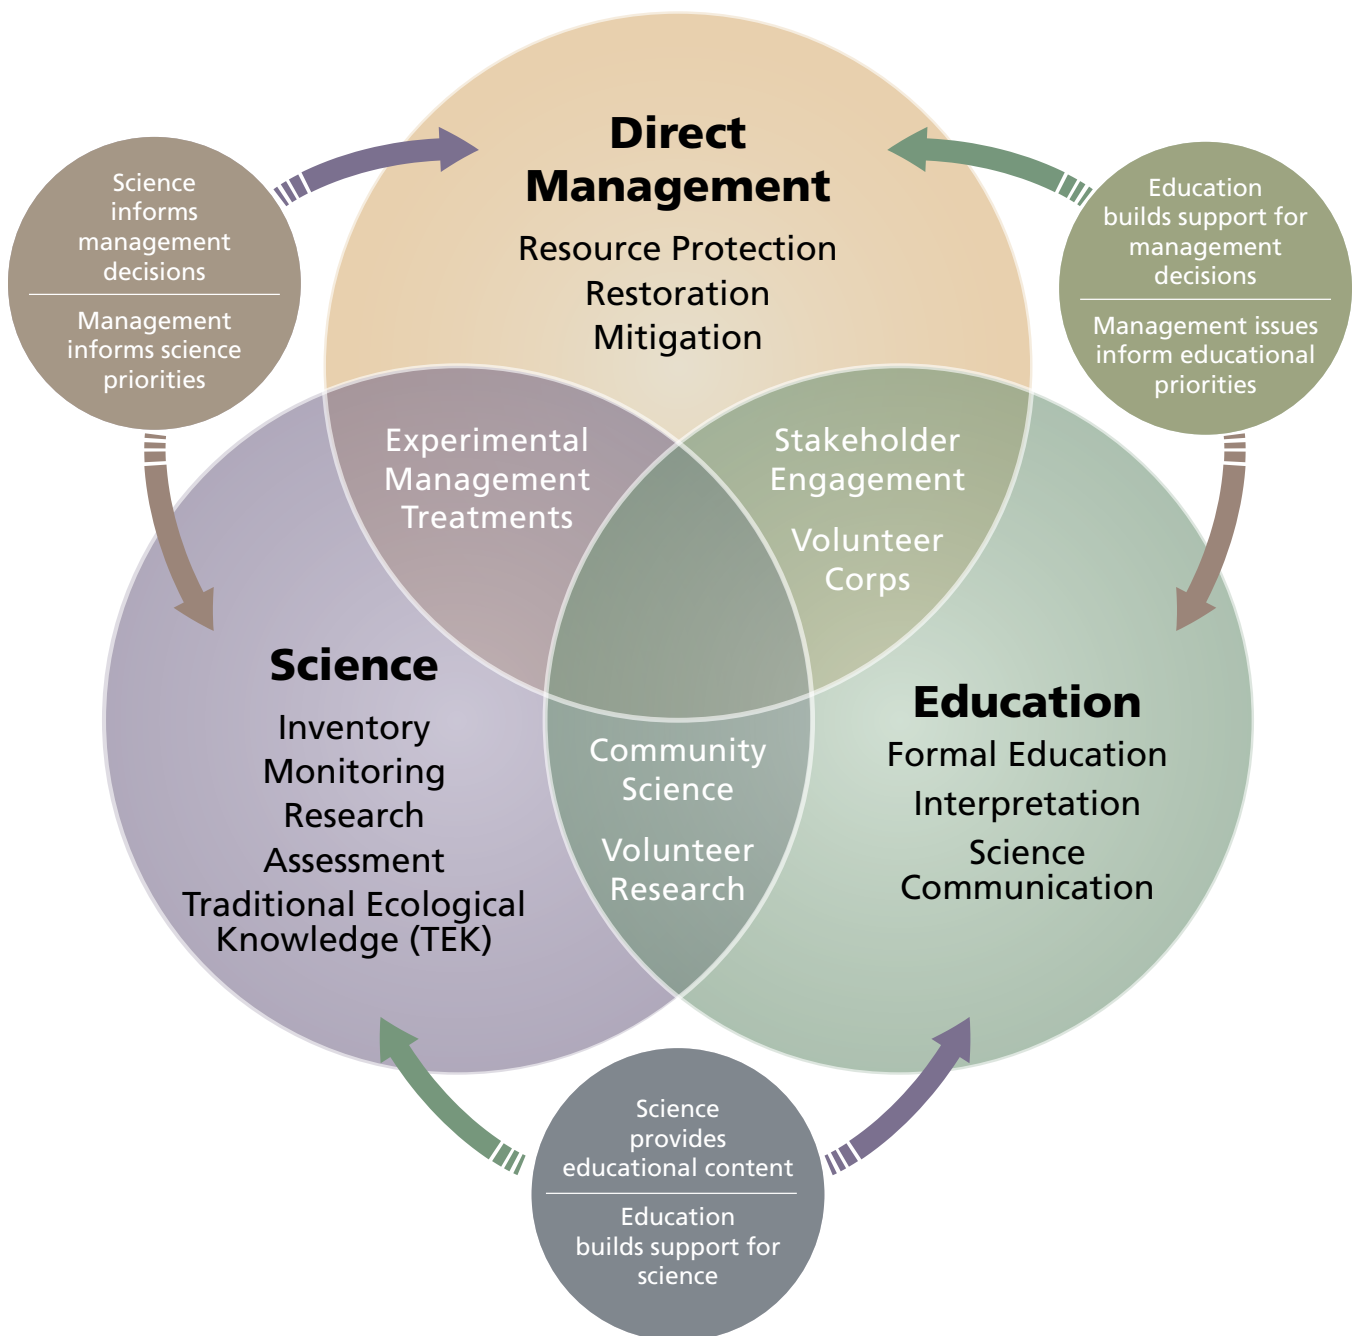 Direct
Management
Resource Protection
Restoration
Mitigation
Science
informs
management
decisions
Management
informs science
priorities
Education
builds support for
management
decisions
Management issues
inform educational
priorities
Experimental
Management
Treatments
Stakeholder
Engagement
Volunteer
Corps
Science
Inventory
Monitoring
Research
Assessment
Traditional Ecological
Knowledge (TEK)
Community
Science
Volunteer
Research
Education
Formal Education
Interpretation
Science
Communication
Science
provides
educational content
Education
builds support for
science